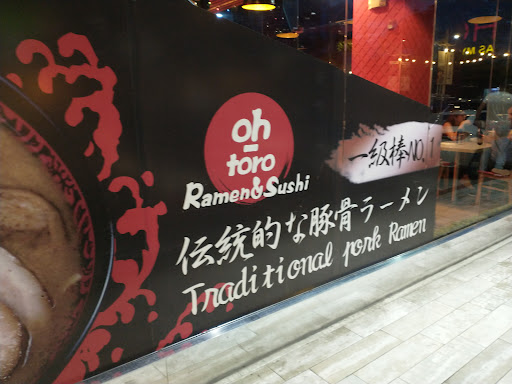 oh
-
toro
Ramen&Sushi
一級棒NO.1
伝統的な豚骨ラーメン
Traditional pork Ramen